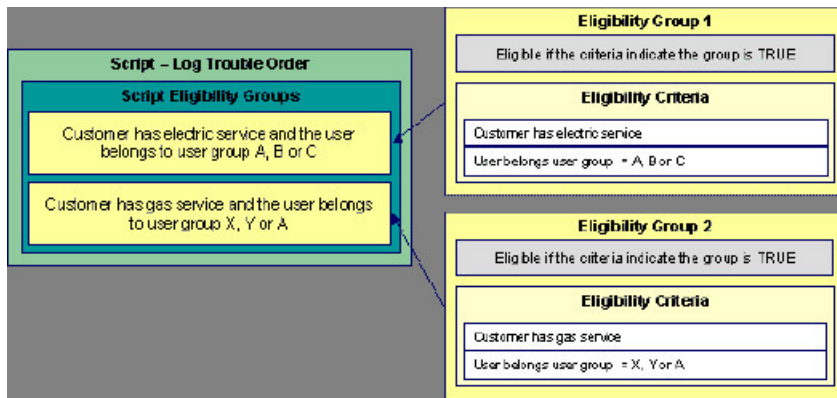 Script – Log Trouble Order
Script Eligibility Groups
Customer has electric service and the user
belongs to user group A, B or C
Customer has gas service and the user belongs
to user group X, Y or A
Eligibility Group 1
Eligible if the criteria indicate the group is TRUE
Eligibility Criteria
Customer has electric service
User belongs user group = A, B or C
Eligibility Group 2
Eligible if the criteria indicate the group is TRUE
Eligibility Criteria
Customer has gas service
User belongs user group = X, Y or A